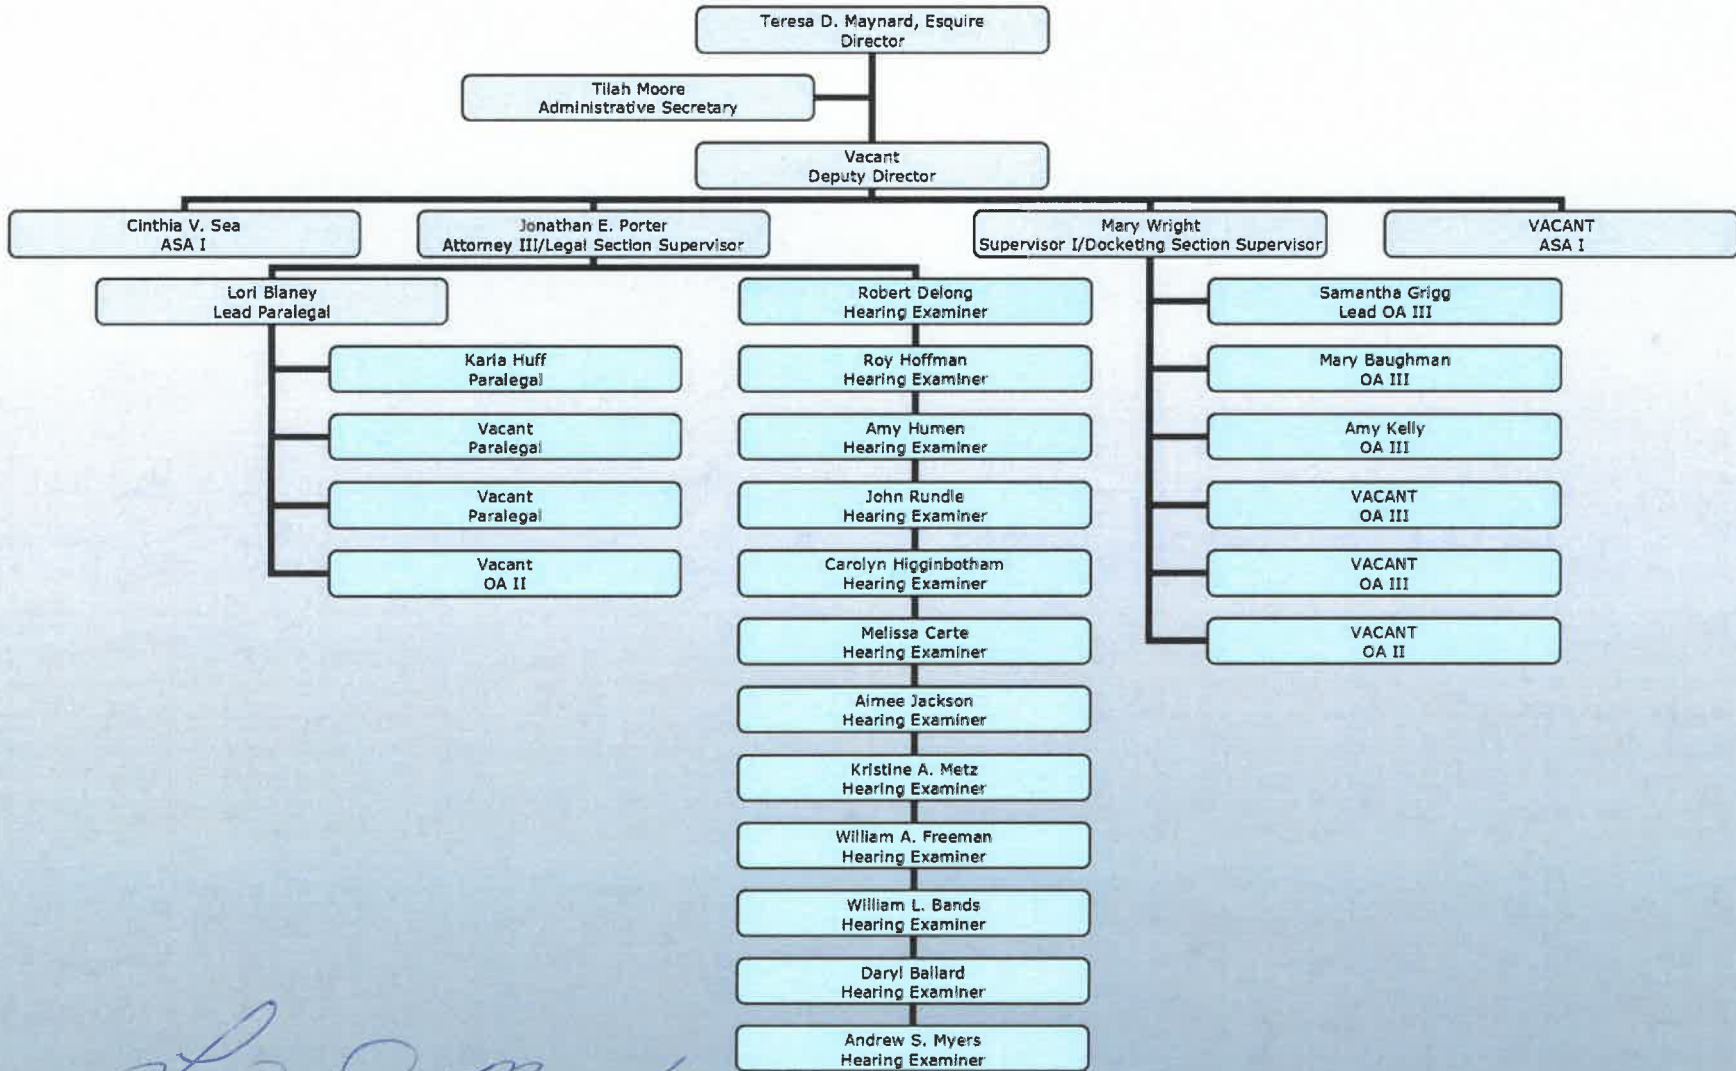 Teresa D. Maynard, Esquire
Director
Tilah Moore
Administrative Secretary
Vacant
Deputy Director
Cinthia V. Sea
ASA I
Jonathan E. Porter
Attorney III/Legal Section Supervisor
Mary Wright
Supervisor I/Docketing Section Supervisor
VACANT
ASA I
Lori Blaney
Lead Paralegal
Karla Huff
Paralegal
Vacant
Paralegal
Vacant
Paralegal
Vacant
OA II
Robert Delong
Hearing Examiner
Roy Hoffman
Hearing Examiner
Amy Humen
Hearing Examiner
John Rundle
Hearing Examiner
Carolyn Higginbotham
Hearing Examiner
Melissa Carte
Hearing Examiner
Aimee Jackson
Hearing Examiner
Kristine A. Metz
Hearing Examiner
William A. Freeman
Hearing Examiner
William L. Bands
Hearing Examiner
Daryl Ballard
Hearing Examiner
Andrew S. Myers
Hearing Examiner
Samantha Grigg
Lead OA III
Mary Baughman
OA III
Amy Kelly
OA III
VACANT
OA III
VACANT
OA III
VACANT
OA II